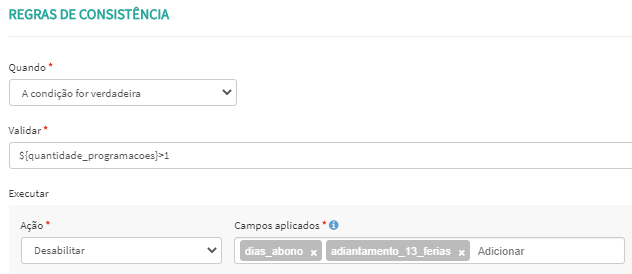 REGRAS DE CONSISTÊNCIA
Quando *
A condição for verdadeira
Validar *
${quantidade_programacoes}>1
Executar
Ação * Campos aplicados *
Desabilitar dias_abono x adiantamento_13_ferias x Adicionar